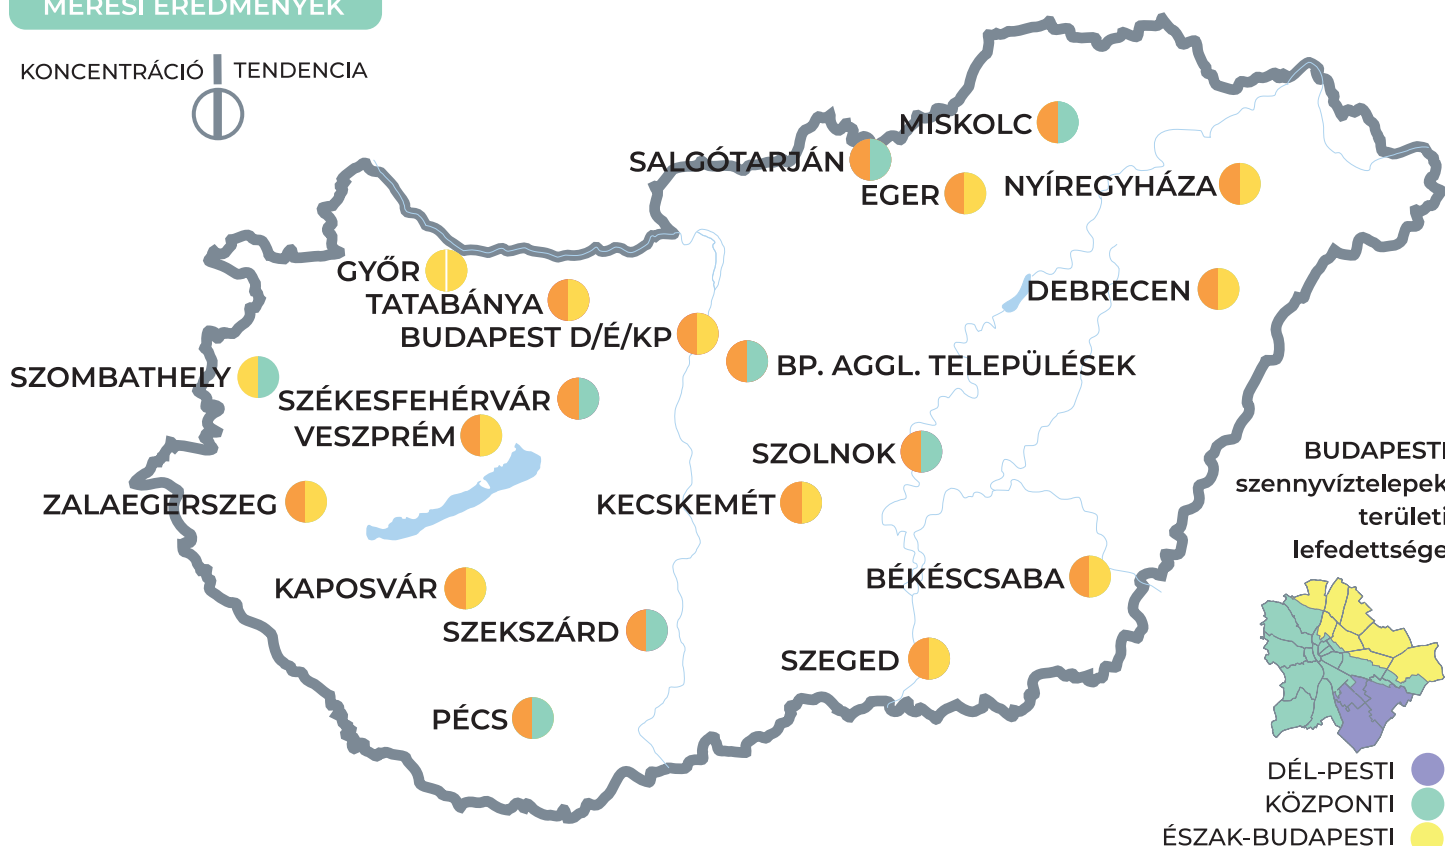 MÉRÉSI EREDMÉNYEK
KONCENTRÁCIÓ TENDENCIA
MISKOLC
SALGÓTARJÁN
EGER
NYÍREGYHÁZA
GYŐR
TATABÁNYA
DEBRECEN
BUDAPEST D/É/KP
BP. AGGL. TELEPÜLÉSEK
SZOMBATHELY
SZÉKESFEHÉRVÁR
VESZPRÉM
SZOLNOK
ZALAEGERSZEG
KECSKEMÉT
BÉKÉSCSABA
KAPOSVÁR
SZEKSZÁRD
SZEGED
PÉCS
BUDAPESTI
szennyvíztelepek
területi
lefedettsége
DÉL-PESTI
KÖZPONTI
ÉSZAK-BUDAPESTI